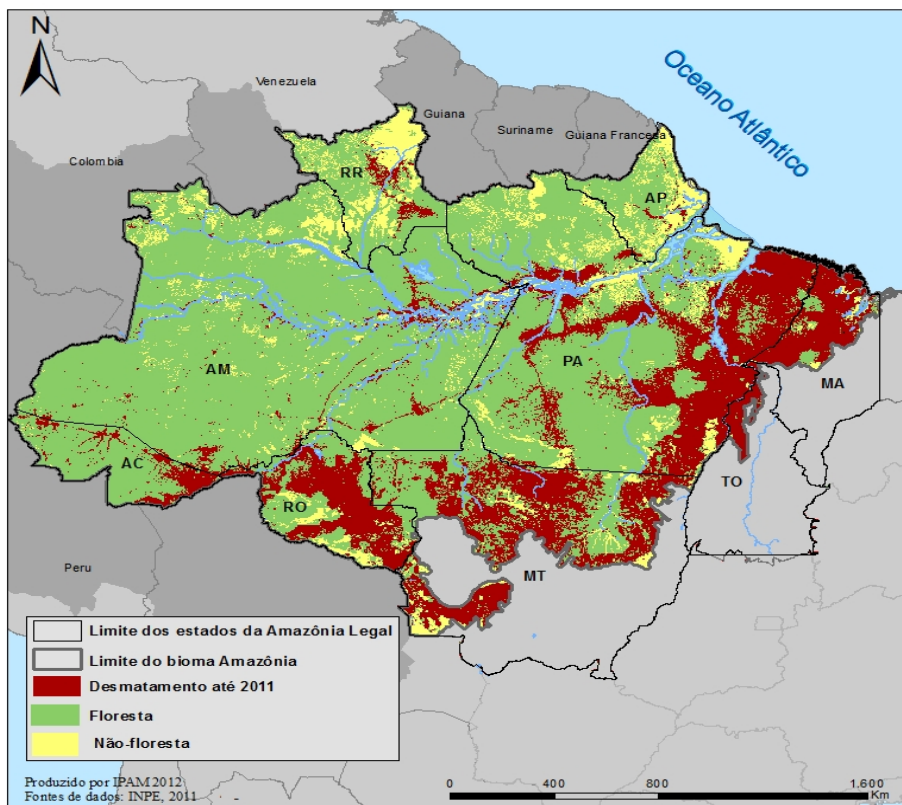 N
Oceano Atlântico
Venezuela
Guiana
Suriname
Guiana Francesa
Colombia
RR
AP
AM
PA
MA
AC
TO
RO
Peru
MT
Limite dos estados da Amazônia Legal
Limite do bioma Amazônia
Desmatamento até 2011
Floresta
Não-floresta
Produzido por IPAM 2012
Fontes de dados: INPE, 2011
0 400 800 1,600
Km